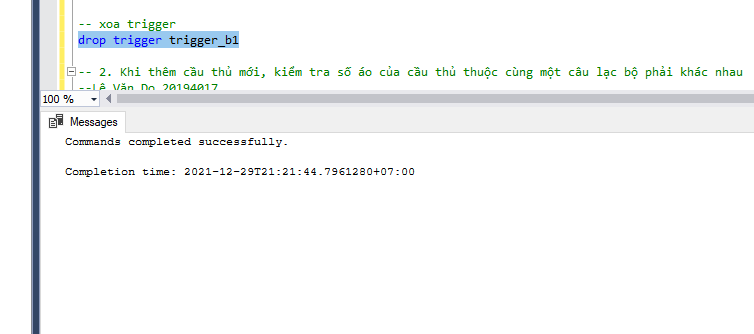 -- xoa trigger
drop trigger trigger_b1
-- 2. Khi thêm cầu thủ mới, kiểm tra số áo của cầu thủ thuộc cùng một câu lạc bộ phải khác nhau
--Lê Văn Do 20194017
100 %
Messages
Commands completed successfully.
Completion time: 2021-12-29T21:21:44.7961280+07:00